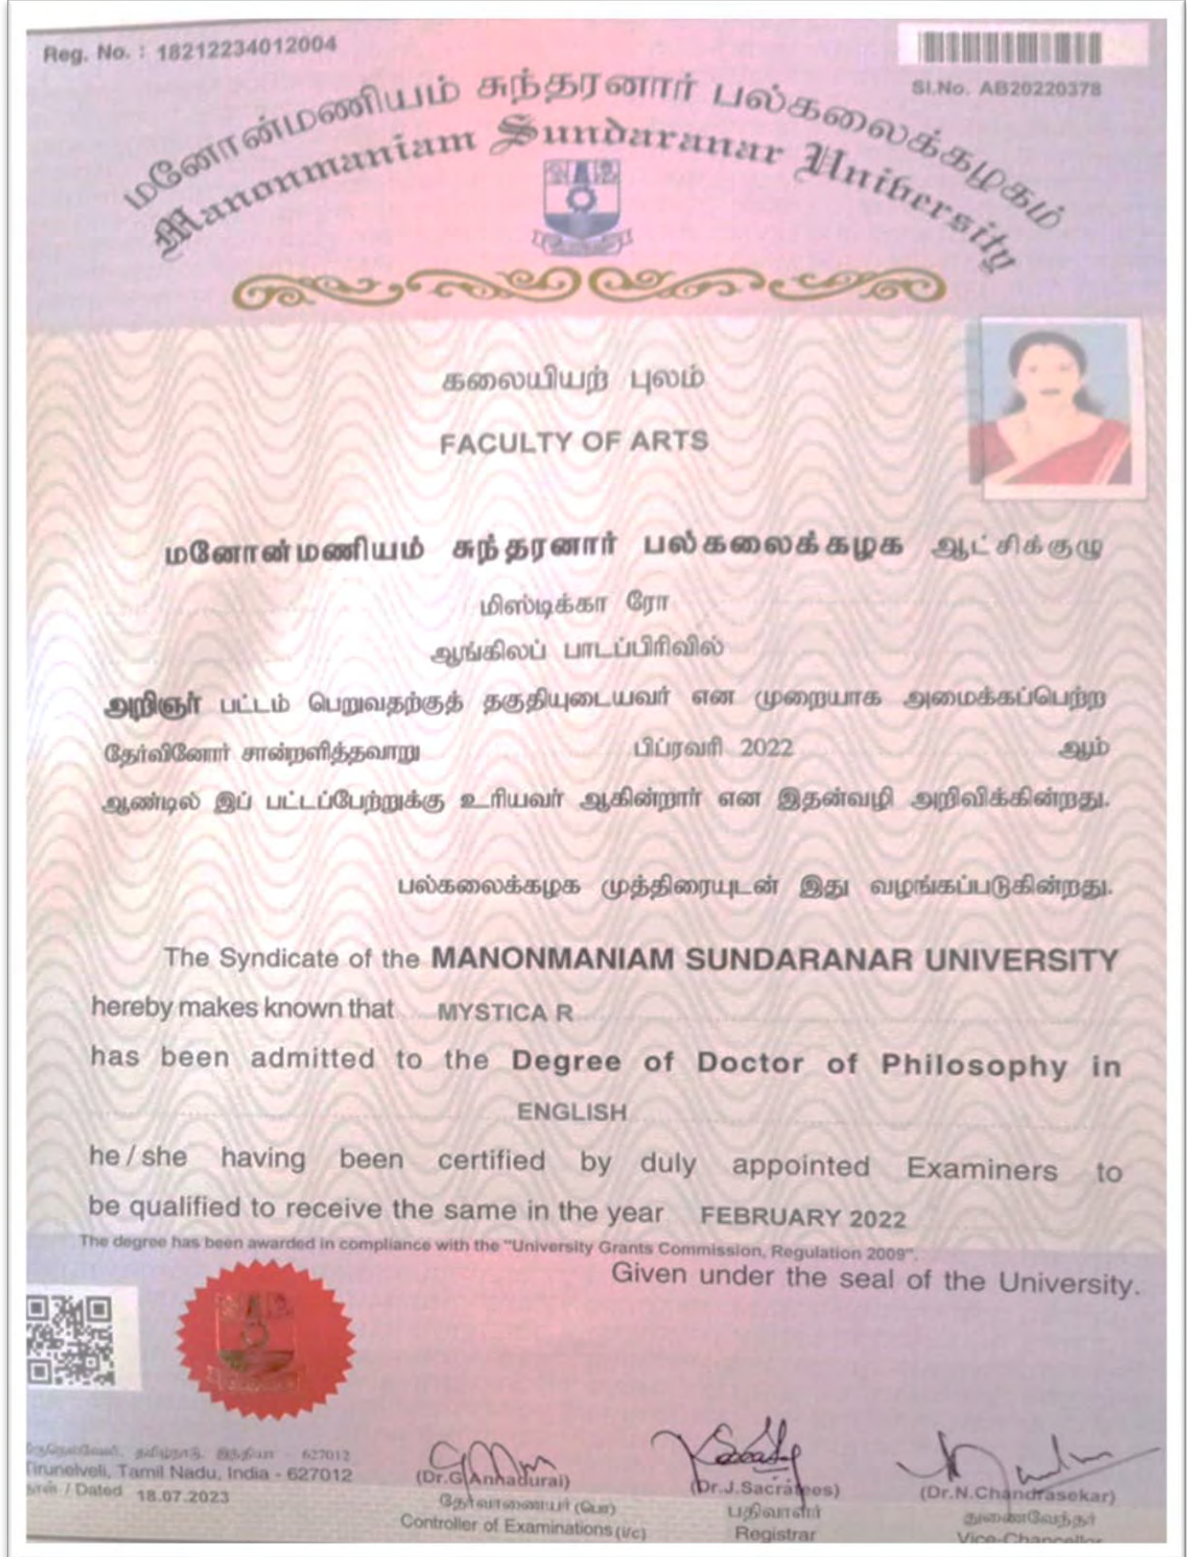 Reg. No. : 18212234012004
Sl.No. AB20220378
மனோன்மணியம் சுந்தரனார் பல்கலைக்கழகம்
Manonmaniam Sundaranar University
கலையியற் புலம்
FACULTY OF ARTS
மனோன்மணியம் சுந்தரனார் பல்கலைக்கழக ஆட்சிக்குழு
மிஸ்டிக்கா ரோ
ஆங்கிலப் பாடப்பிரிவில்
அறிஞர் பட்டம் பெறுவதற்குத் தகுதியுடையவர் என முறையாக அமைக்கப்பெற்ற
தேர்வினோர் சான்றளித்தவாறு பிப்ரவரி 2022 ஆம்
ஆண்டில் இப் பட்டப்பேற்றுக்கு உரியவர் ஆகின்றார் என இதன்வழி அறிவிக்கின்றது.
பல்கலைக்கழக முத்திரையுடன் இது வழங்கப்படுகின்றது.
The Syndicate of the MANONMANIAM SUNDARANAR UNIVERSITY
hereby makes known that MYSTICA R
has been admitted to the Degree of Doctor of Philosophy in
ENGLISH
he / she having been certified by duly appointed Examiners to
be qualified to receive the same in the year FEBRUARY 2022
The degree has been awarded in compliance with the "University Grants Commission, Regulation 2009".
Given under the seal of the University.
தமிழ்நாடு, இந்தியா - 627012
Tirunelveli, Tamil Nadu, India - 627012
நாள் / Dated 18.07.2023
(Dr.G.Annadurai)
தேர்வாணையர் (பொ)
Controller of Examinations (i/c)
(Dr.J.Sacratees)
பதிவாளர்
Registrar
(Dr.N.Chandrasekar)
துணைவேந்தர்
Vice-Chancellor